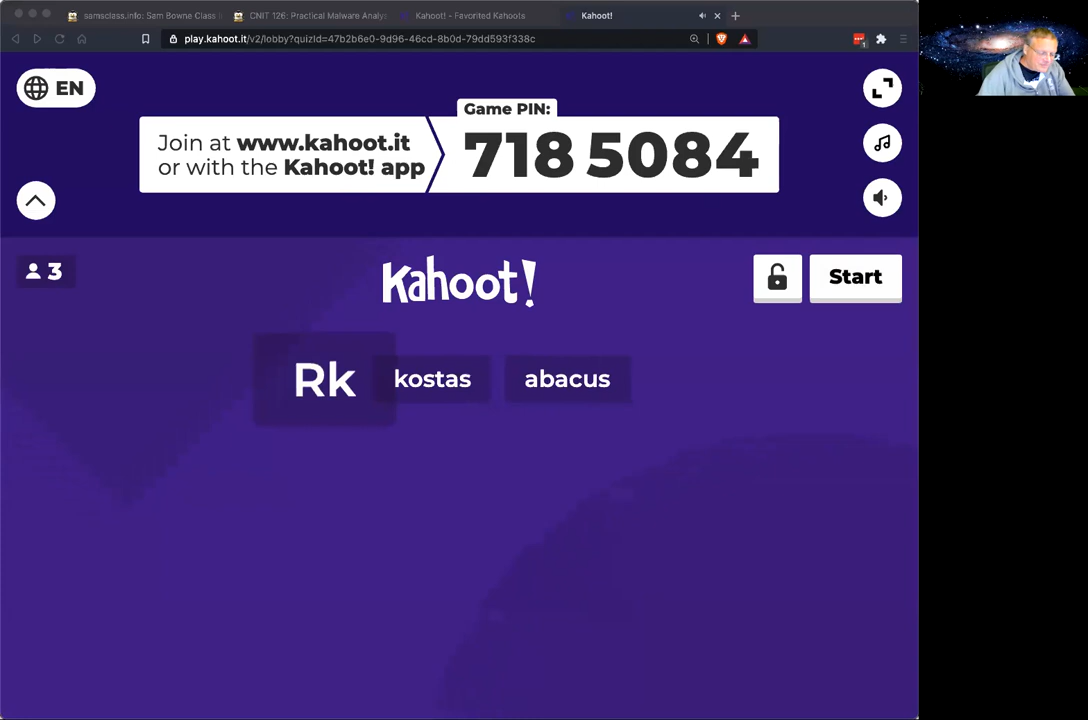 samsclass.info: Sam Bowne Class I
CNIT 126: Practical Malware Analy
Kahoot! - Favorited Kahoots
Kahoot!
play.kahoot.it/v2/lobby?quizId=47b2b6e0-9d96-46cd-8b0d-79dd593f338c
1
EN
Game PIN:
Join at www.kahoot.it
or with the Kahoot! app
718 5084
3
Kahoot!
Start
Rk
kostas
abacus